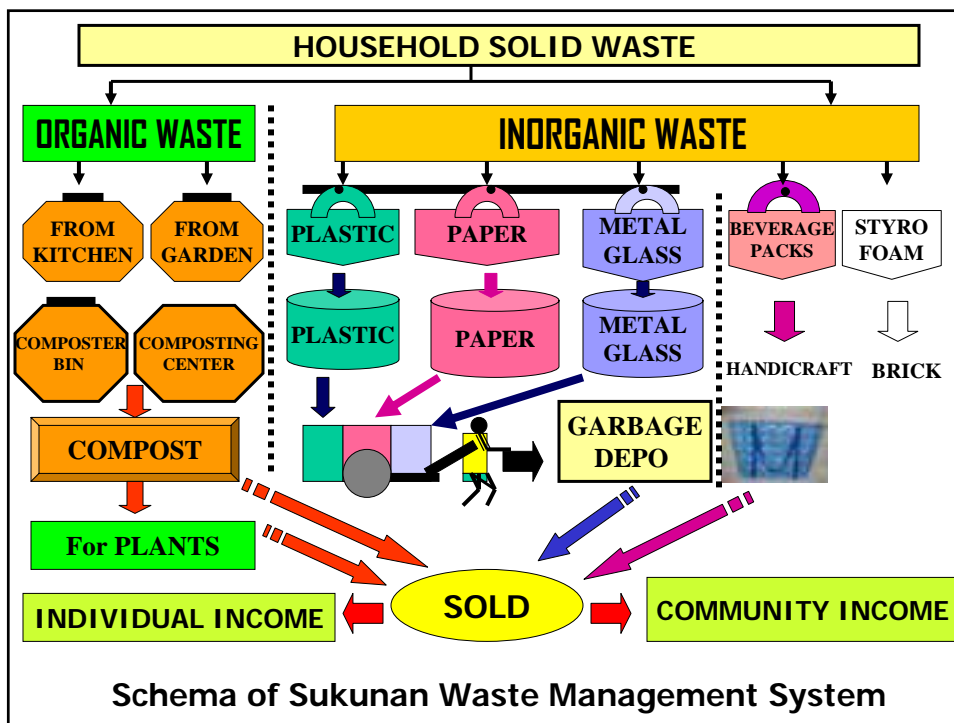 HOUSEHOLD SOLID WASTE
ORGANIC WASTE
INORGANIC WASTE
FROM
KITCHEN
FROM
GARDEN
PLASTIC
PAPER
METAL
GLASS
BEVERAGE
PACKS
STYRO
FOAM
COMPOSTER
BIN
COMPOSTING
CENTER
PLASTIC
PAPER
METAL
GLASS
HANDICRAFT
BRICK
COMPOST
GARBAGE
DEPO
For PLANTS
SOLD
INDIVIDUAL INCOME
COMMUNITY INCOME
Schema of Sukunan Waste Management System